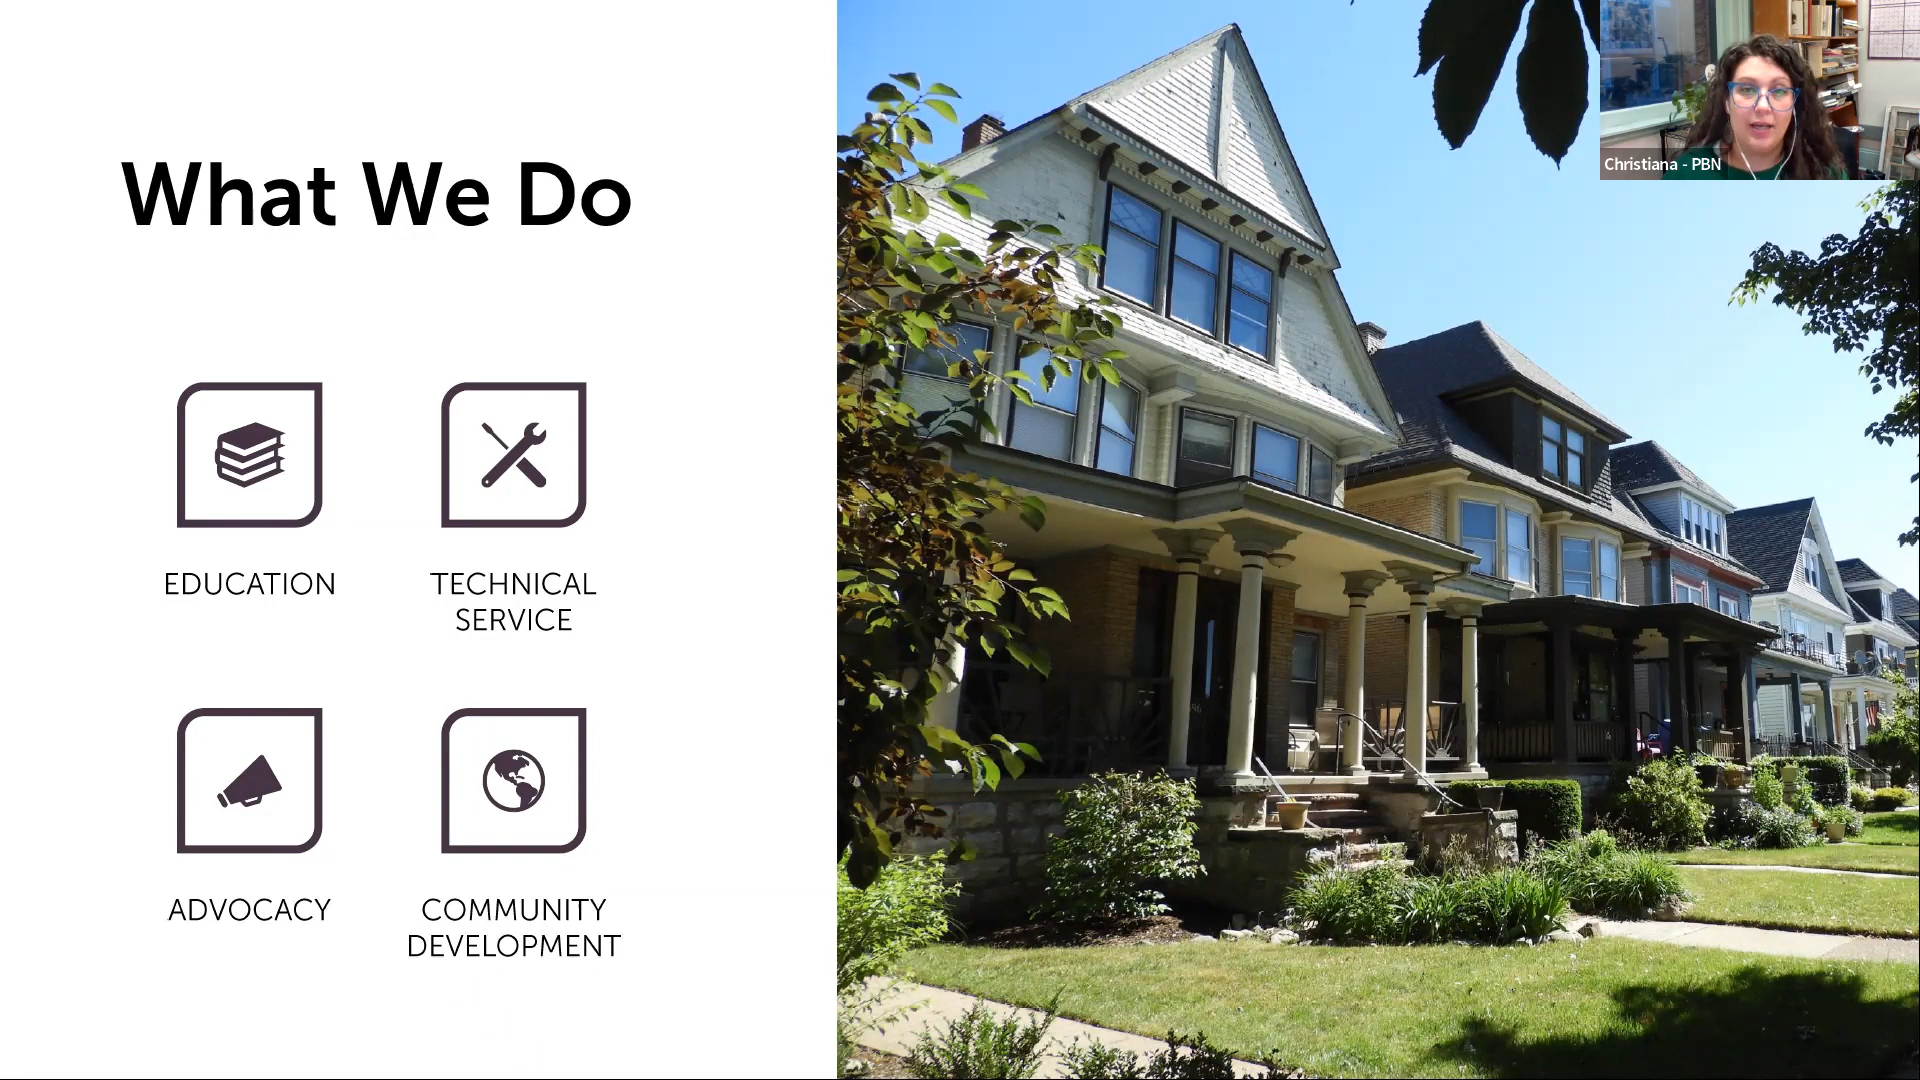 What We Do
EDUCATION
TECHNICAL
SERVICE
ADVOCACY
COMMUNITY
DEVELOPMENT
Christiana - PBN